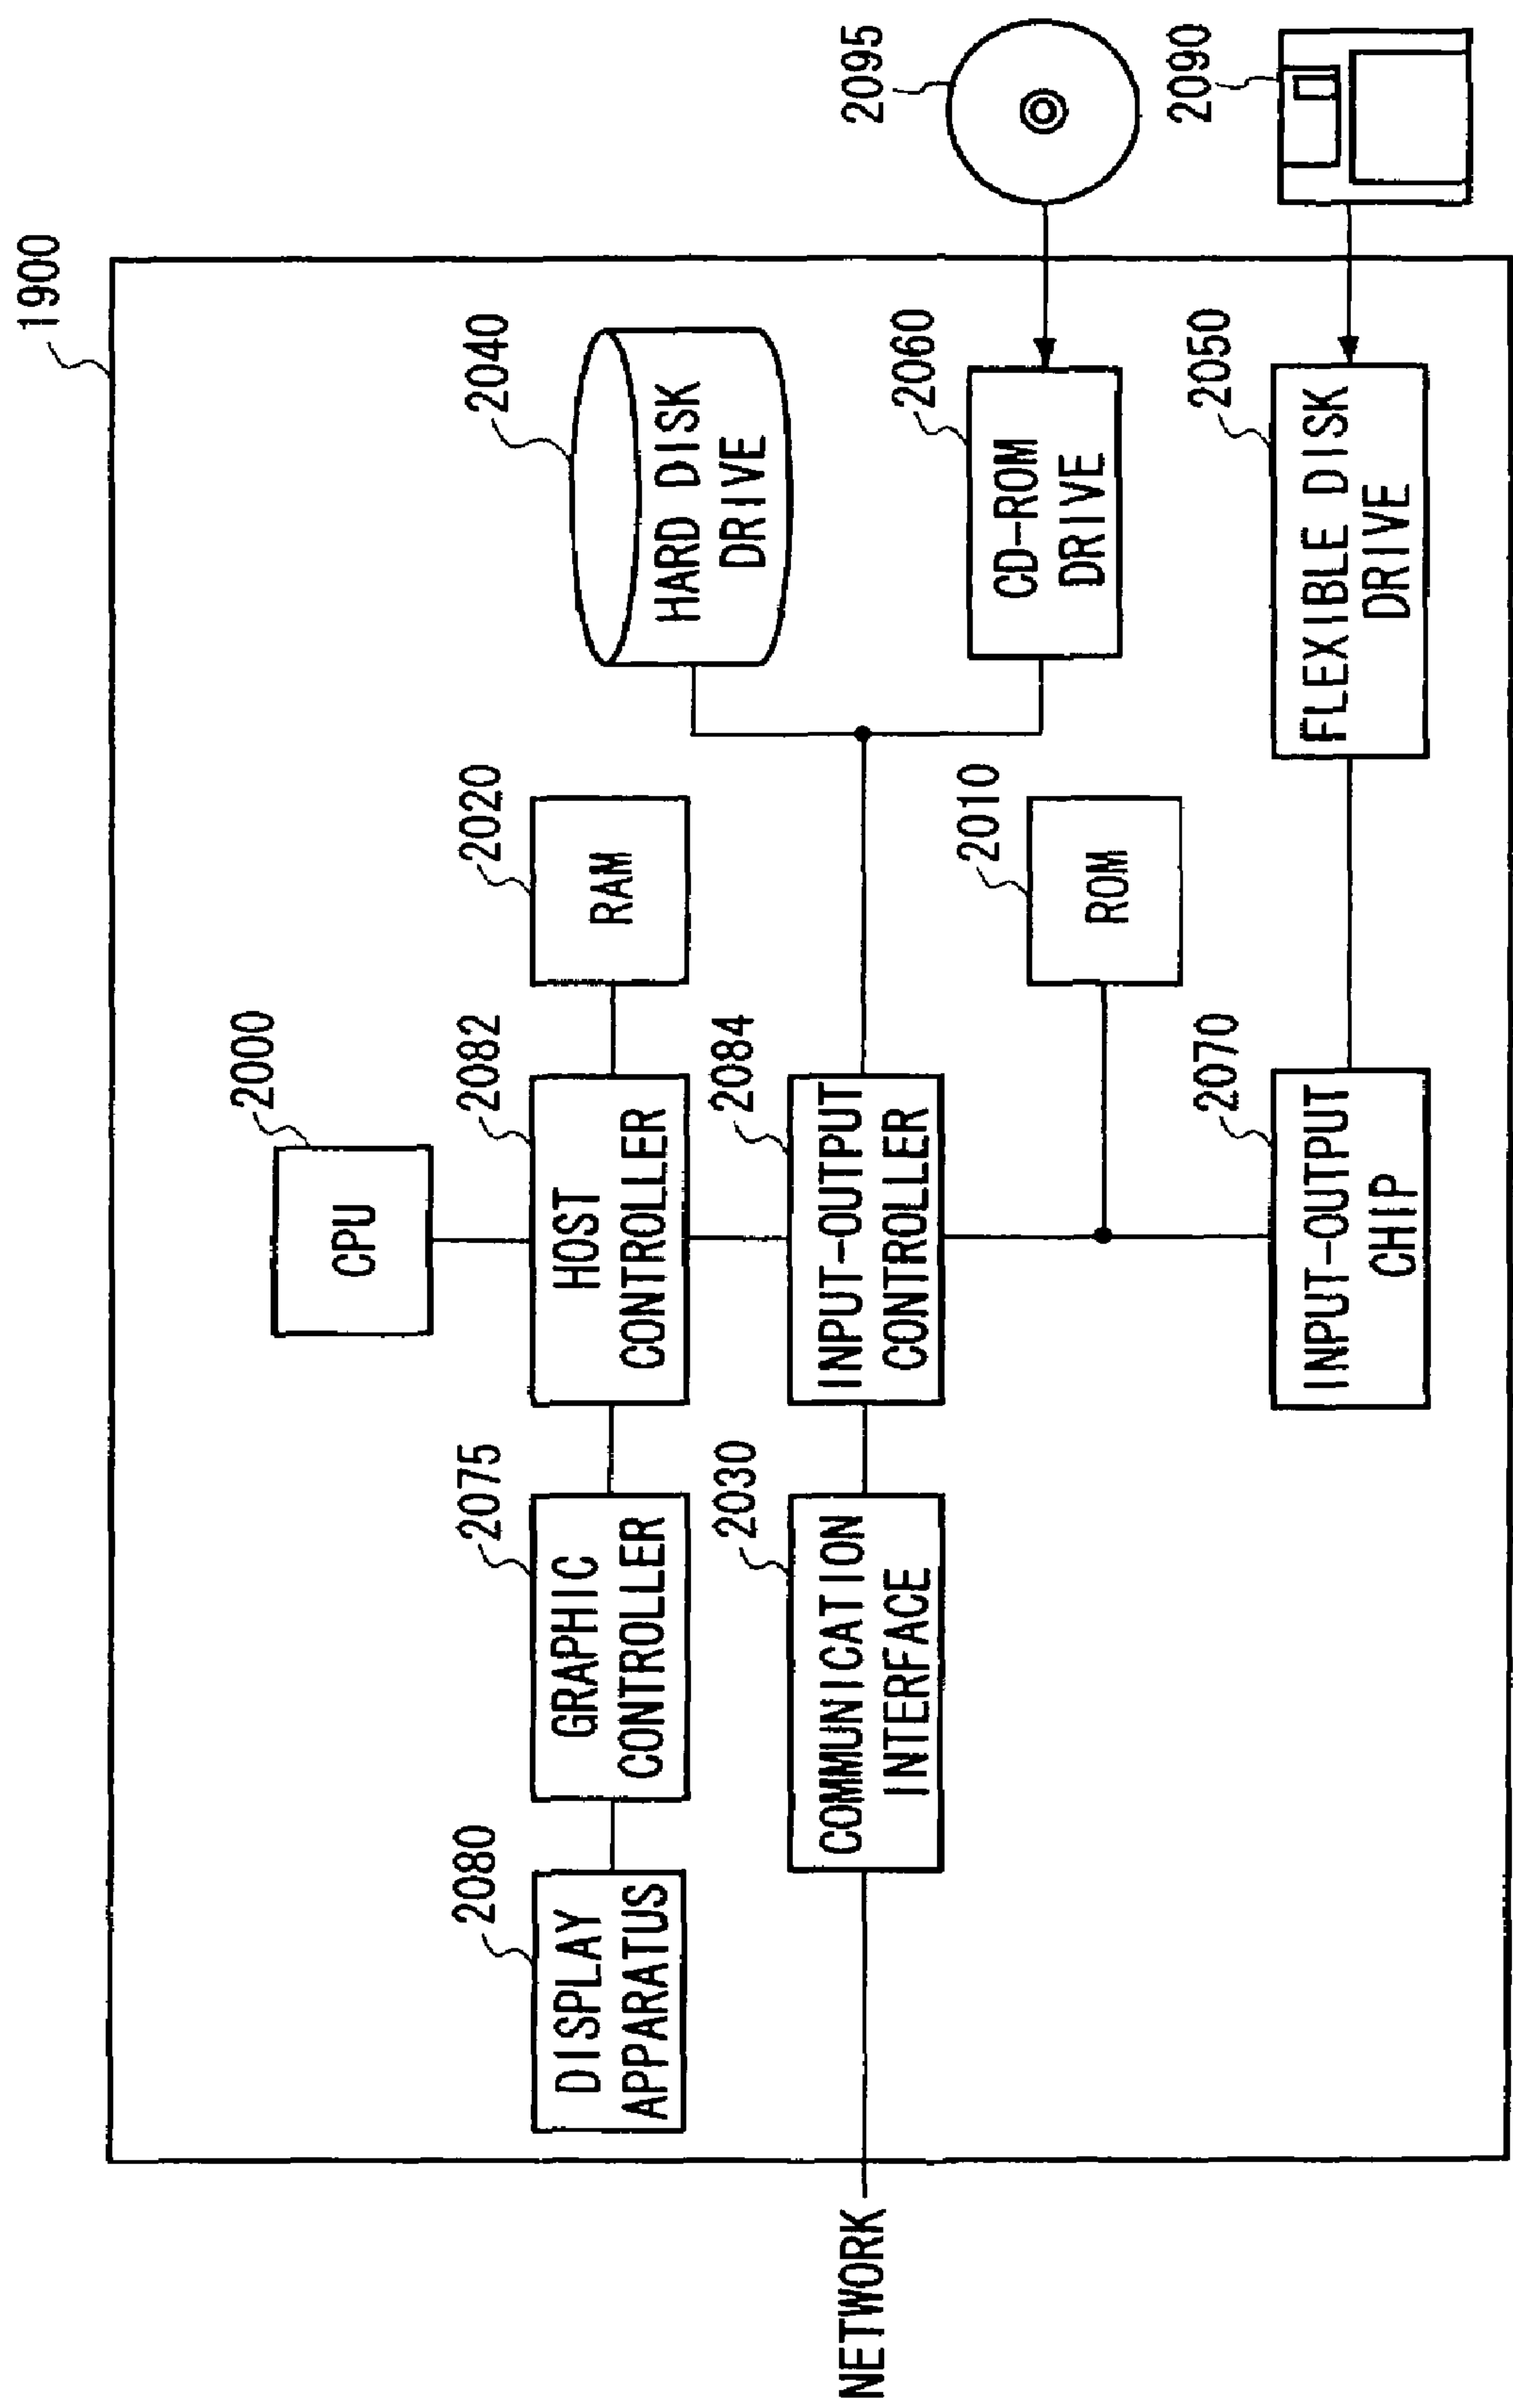 1900
2000
CPU
2080
DISPLAY
APPARATUS
2075
GRAPHIC
CONTROLLER
2082
HOST
CONTROLLER
2020
RAM
2040
HARD DISK
DRIVE
2095
NETWORK
2030
COMMUNICATION
INTERFACE
2084
INPUT-OUTPUT
CONTROLLER
2060
CD-ROM
DRIVE
2010
ROM
2090
2070
INPUT-OUTPUT
CHIP
2050
FLEXIBLE DISK
DRIVE